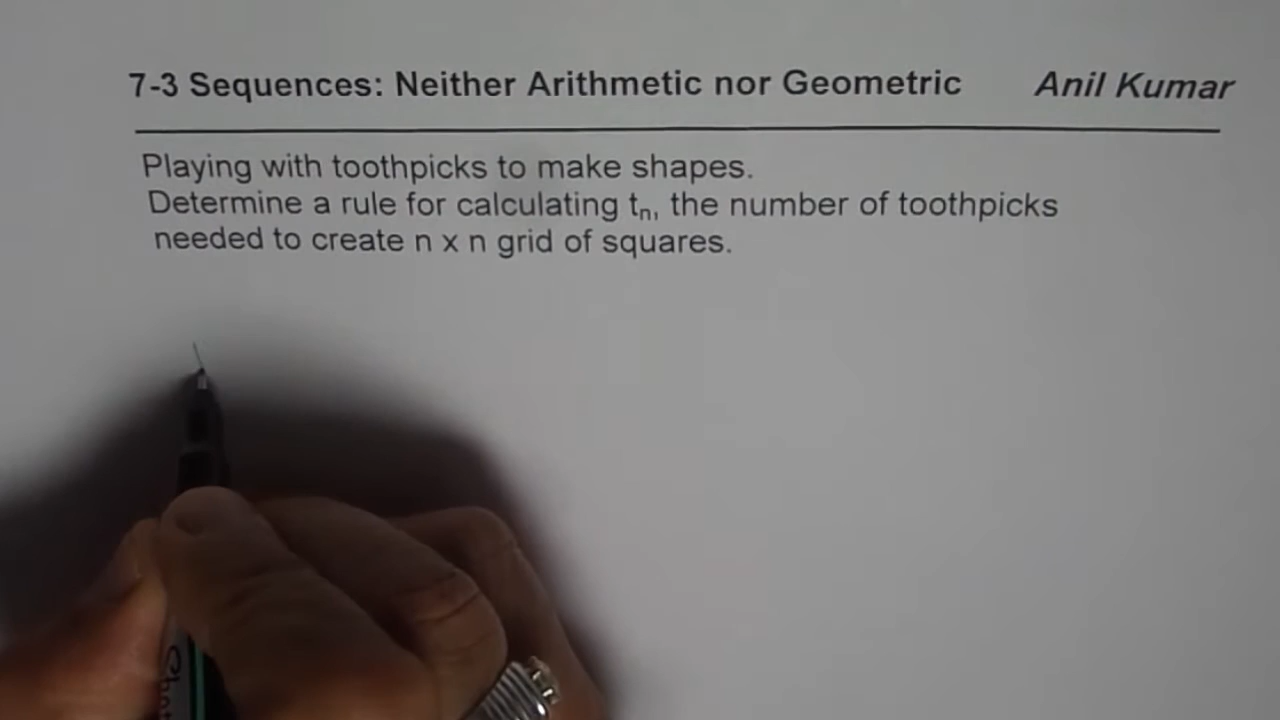 7-3 Sequences: Neither Arithmetic nor Geometric Anil Kumar
Playing with toothpicks to make shapes.
Determine a rule for calculating tn, the number of toothpicks
needed to create n x n grid of squares.